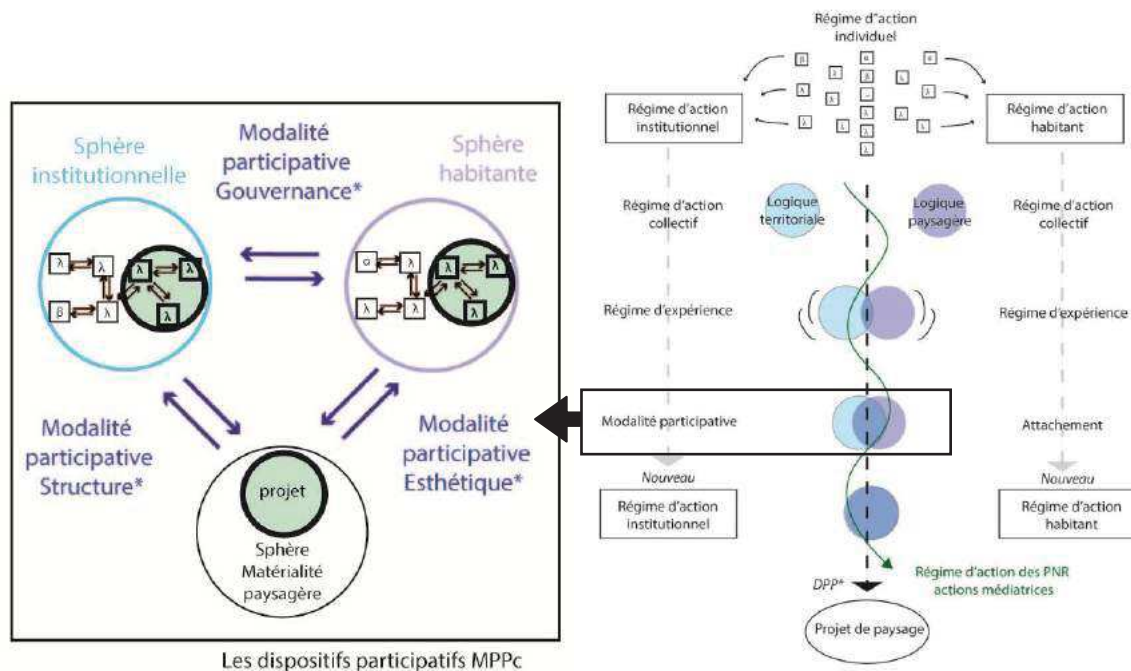 Sphère
institutionnelle
Modalité
participative
Gouvernance*
Sphère
habitante
λ
λ
λ
λ
β
λ
λ
α
λ
λ
λ
λ
λ
λ
Modalité
participative
Structure*
Modalité
participative
Esthétique*
projet
Sphère
Matérialité
paysagère
Les dispositifs participatifs MPPc
Régime d"action
individuel
β
α
α
λ
β
λ
λ
λ
λ
λ
λ
λ
λ
λ
λ
λ
Régime d'action
institutionnel
Régime d'action
habitant
Régime d'action
collectif
Logique
territoriale
Logique
paysagère
Régime d'action
collectif
Régime d'expérience
Régime d'expérience
Modalité participative
Attachement
Nouveau
Régime d'action
institutionnel
Nouveau
Régime d'action
habitant
Régime d'action des PNR
actions médiatrices
DPP*
Projet de paysage